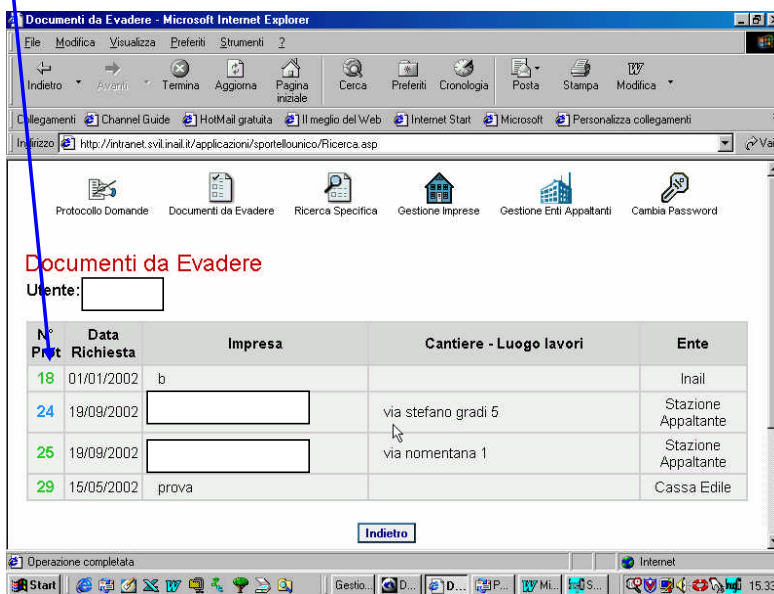 Documenti da Evadere - Microsoft Internet Explorer
File Modifica Visualizza Preferiti Strumenti ?
Indietro Avanti Termina Aggiorna Pagina iniziale Cerca Preferiti Cronologia Posta Stampa Modifica
Collegamenti Channel Guide HotMail gratuita Il meglio del Web Internet Start Microsoft Personalizza collegamenti
Indirizzo http://intranet.svil.inail.it/applicazioni/sportellounico/Ricerca.asp Vai
Protocollo Domande Documenti da Evadere Ricerca Specifica Gestione Imprese Gestione Enti Appaltanti Cambia Password
Documenti da Evadere
Utente:
N° Prot Data Richiesta Impresa Cantiere - Luogo lavori Ente
18 01/01/2002 b Inail
24 19/09/2002 via stefano gradi 5 Stazione Appaltante
25 19/09/2002 via nomentana 1 Stazione Appaltante
29 15/05/2002 prova Cassa Edile
Indietro
Operazione completata Internet
Start Gestio... D... D... P... Mi... S... 15.33